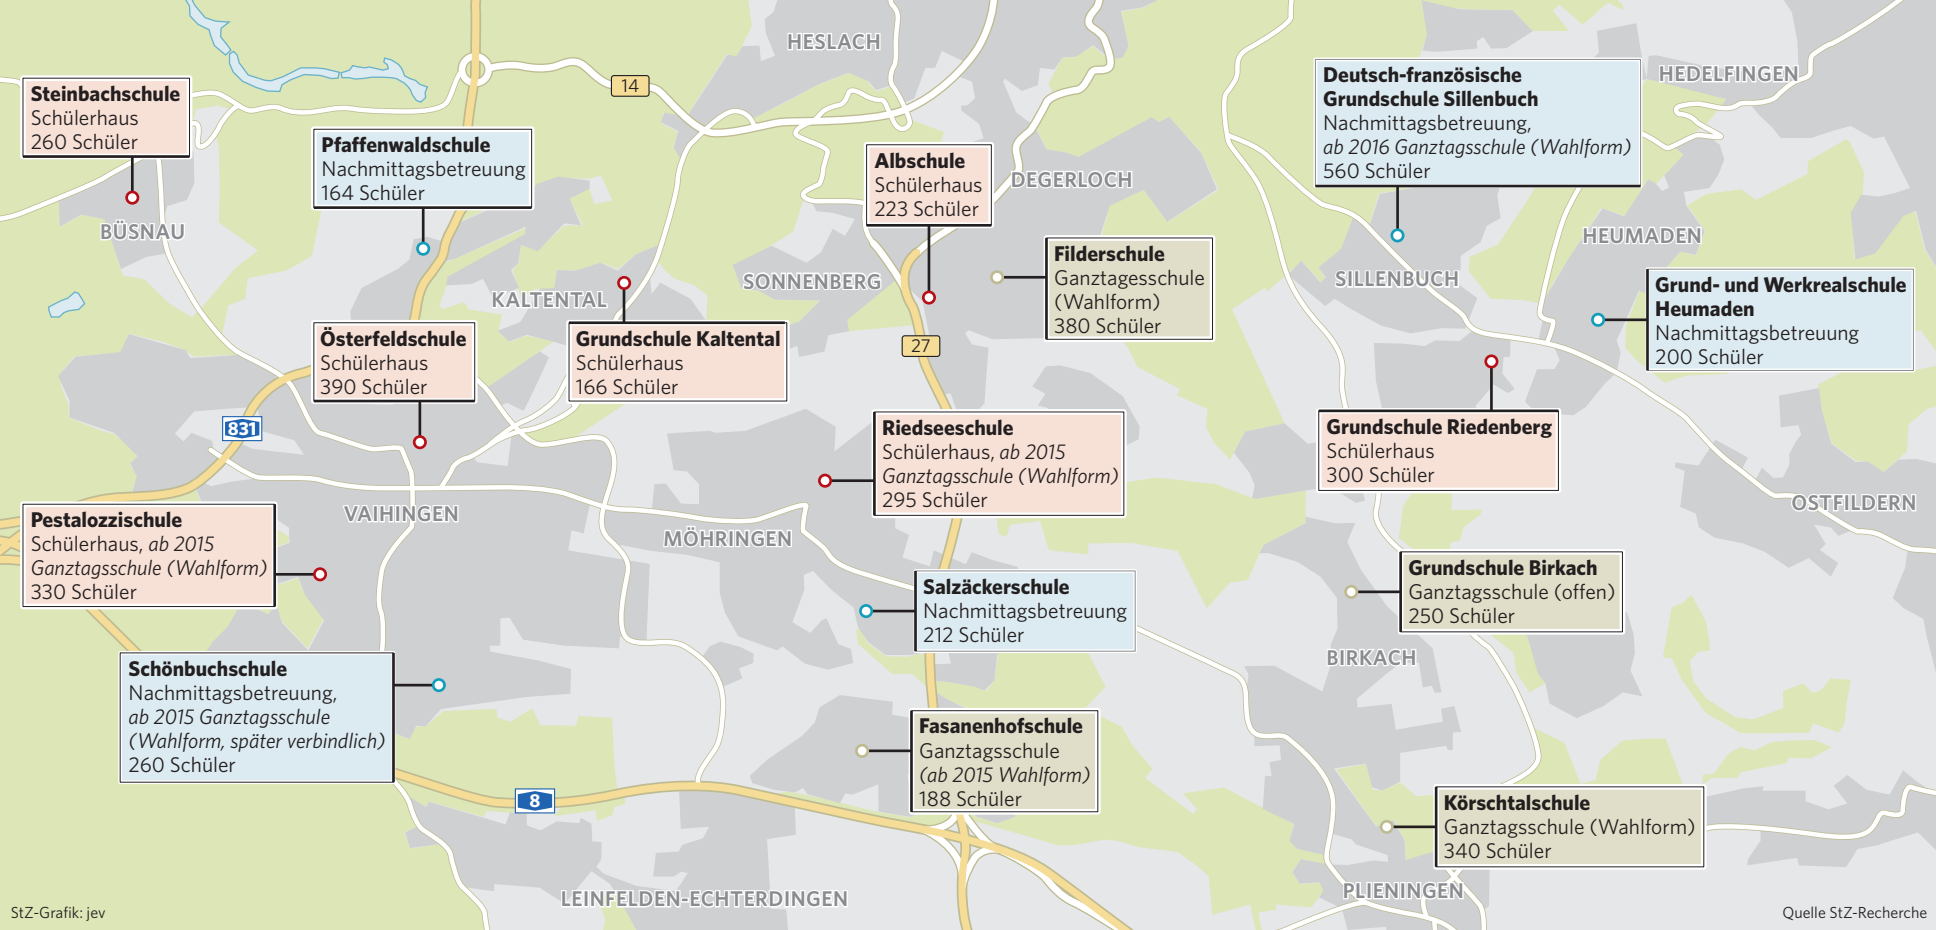 HESLACH
HEDELFINGEN
14
Steinbachschule
Schülerhaus
260 Schüler
Pfaffenwaldschule
Nachmittagsbetreuung
164 Schüler
Albschule
Schülerhaus
223 Schüler
DEGERLOCH
Deutsch-französische
Grundschule Sillenbuch
Nachmittagsbetreuung,
ab 2016 Ganztagsschule (Wahlform)
560 Schüler
BÜSNAU
HEUMADEN
Filderschule
Ganztagesschule
(Wahlform)
380 Schüler
SONNENBERG
SILLENBUCH
KALTENTAL
Grund- und Werkrealschule
Heumaden
Nachmittagsbetreuung
200 Schüler
Österfeldschule
Schülerhaus
390 Schüler
Grundschule Kaltental
Schülerhaus
166 Schüler
27
831
Riedseeschule
Schülerhaus, ab 2015
Ganztagsschule (Wahlform)
295 Schüler
Grundschule Riedenberg
Schülerhaus
300 Schüler
OSTFILDERN
VAIHINGEN
MÖHRINGEN
Pestalozzischule
Schülerhaus, ab 2015
Ganztagsschule (Wahlform)
330 Schüler
Grundschule Birkach
Ganztagsschule (offen)
250 Schüler
Salzäckerschule
Nachmittagsbetreuung
212 Schüler
BIRKACH
Schönbuchschule
Nachmittagsbetreuung,
ab 2015 Ganztagsschule
(Wahlform, später verbindlich)
260 Schüler
Fasanenhofschule
Ganztagsschule
(ab 2015 Wahlform)
188 Schüler
8
Körschtalschule
Ganztagsschule (Wahlform)
340 Schüler
PLIENINGEN
LEINFELDEN-ECHTERDINGEN
StZ-Grafik: jev
Quelle StZ-Recherche